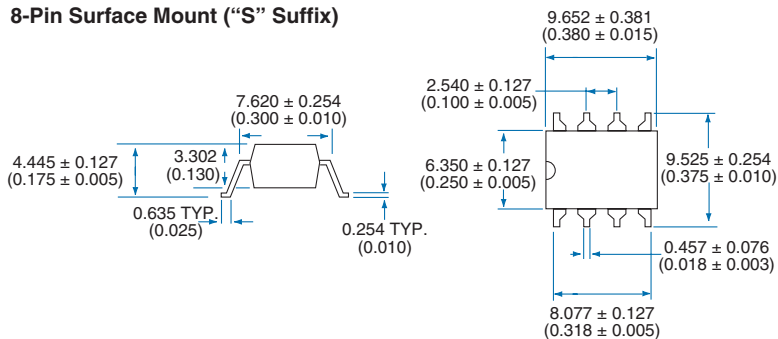 8-Pin Surface Mount (“S” Suffix)
7.620 ± 0.254
(0.300 ± 0.010)
4.445 ± 0.127
(0.175 ± 0.005)
3.302
(0.130)
0.635 TYP.
(0.025)
0.254 TYP.
(0.010)
9.652 ± 0.381
(0.380 ± 0.015)
2.540 ± 0.127
(0.100 ± 0.005)
6.350 ± 0.127
(0.250 ± 0.005)
9.525 ± 0.254
(0.375 ± 0.010)
0.457 ± 0.076
(0.018 ± 0.003)
8.077 ± 0.127
(0.318 ± 0.005)